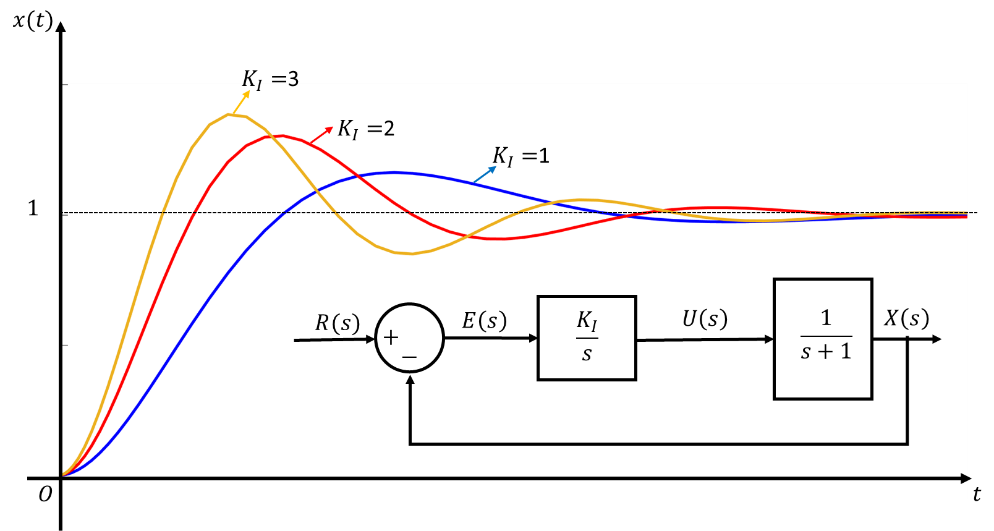 x(t)
K_I =3
K_I =2
K_I =1
1
R(s)
+
−
E(s)
K_I
s
U(s)
1
s + 1
X(s)
O
t